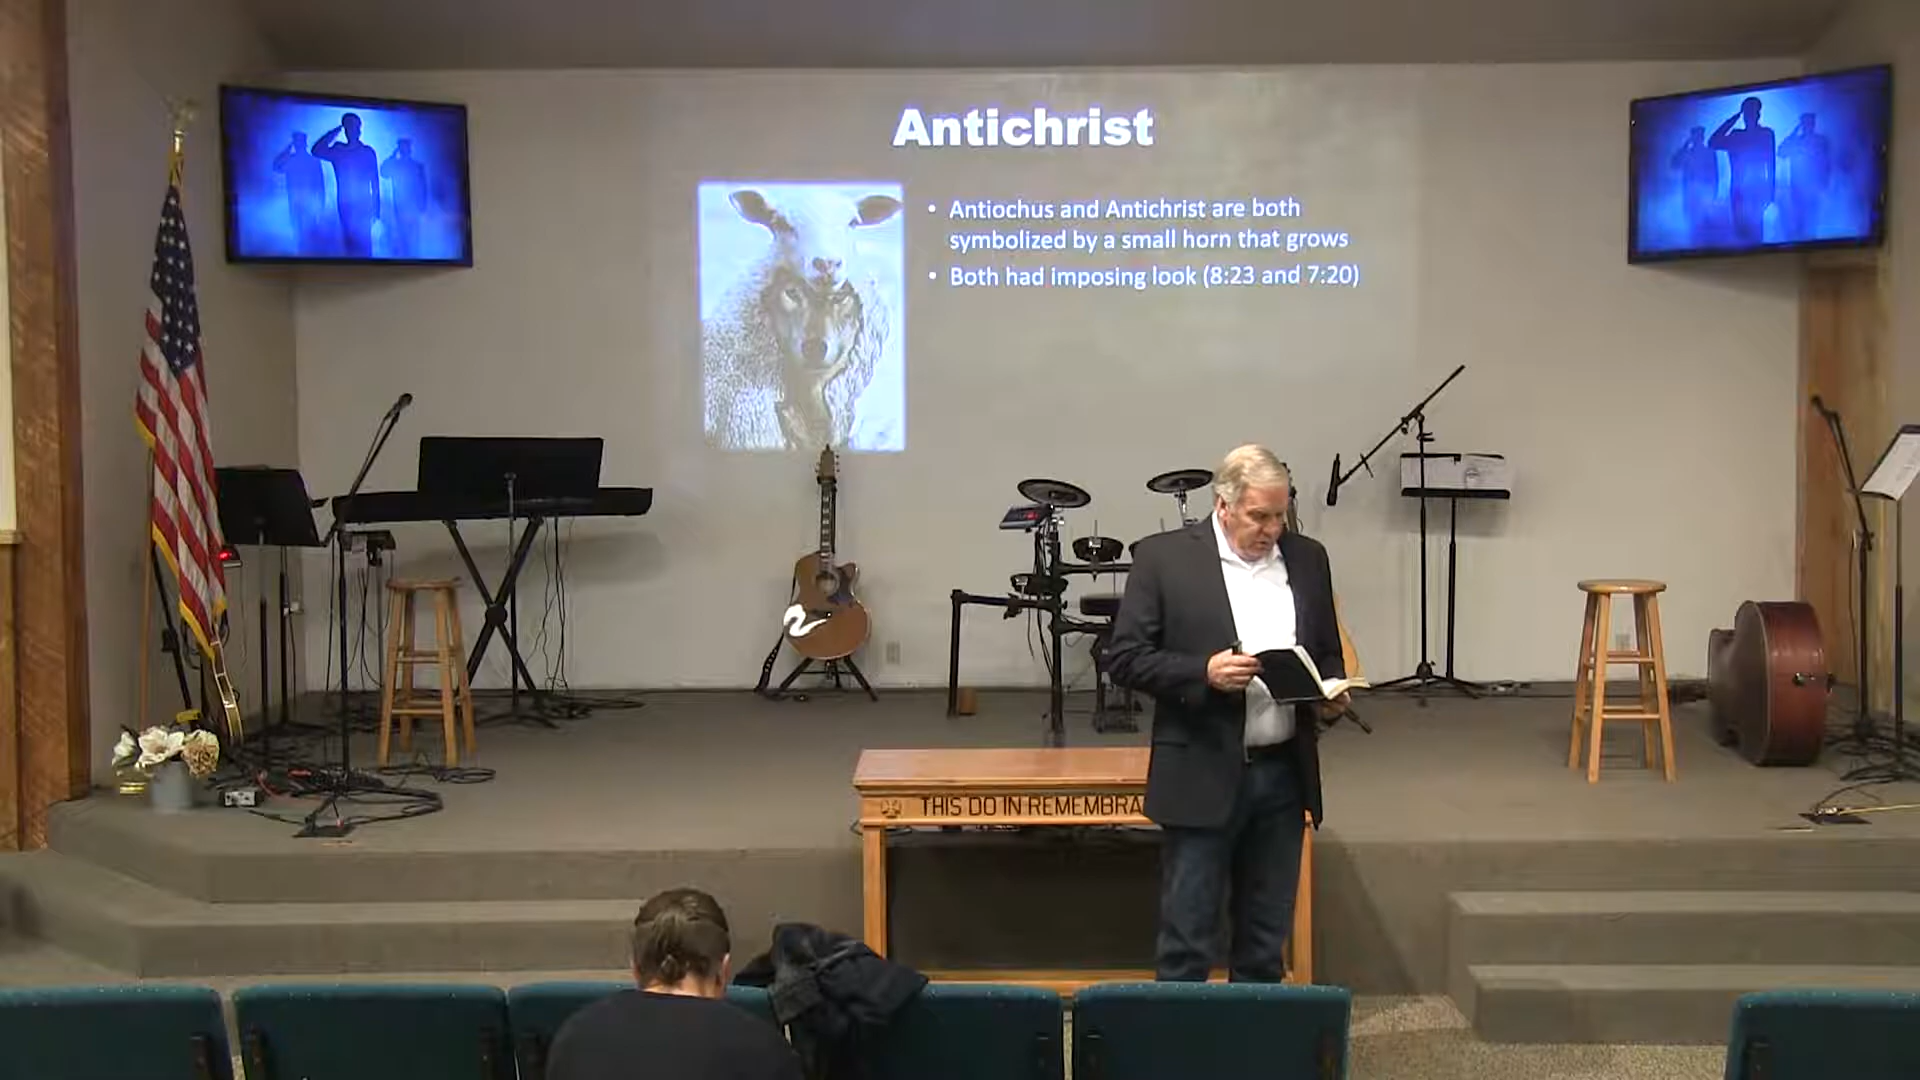 Antichrist
• Antiochus and Antichrist are both
symbolized by a small horn that grows
• Both had imposing look (8:23 and 7:20)
THIS DO IN REMEMBRA